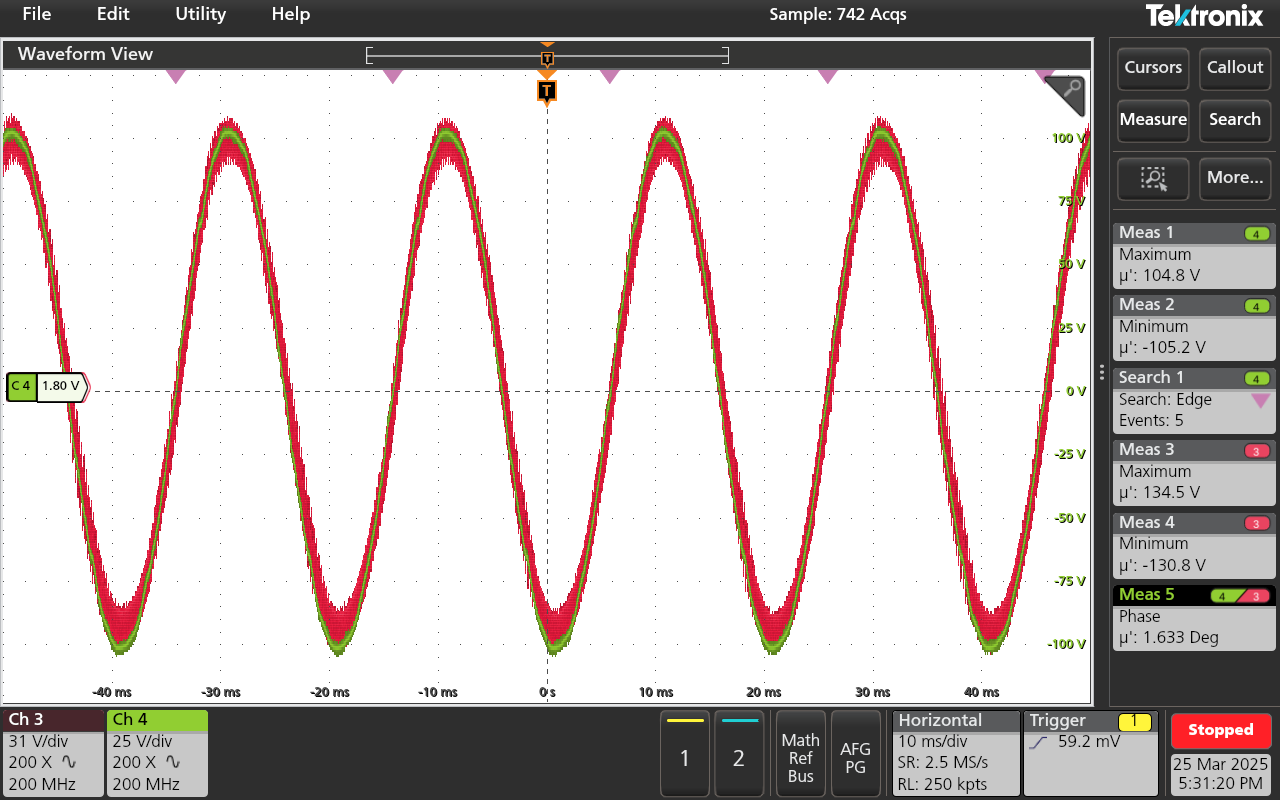 File Edit Utility Help Sample: 742 Acqs Tektronix
Waveform View
T
T
Cursors Callout
Measure Search
More...
100 V
75 V
50 V
25 V
0 V
-25 V
-50 V
-75 V
-100 V
C 4 1.80 V
-40 ms -30 ms -20 ms -10 ms 0 s 10 ms 20 ms 30 ms 40 ms
Meas 1 4
Maximum
µ': 104.8 V
Meas 2 4
Minimum
µ': -105.2 V
Search 1 4
Search: Edge
Events: 5
Meas 3 3
Maximum
µ': 134.5 V
Meas 4 3
Minimum
µ': -130.8 V
Meas 5 4 3
Phase
µ': 1.633 Deg
Ch 3
31 V/div
200 X
200 MHz
Ch 4
25 V/div
200 X
200 MHz
1
2
Math
Ref
Bus
AFG
PG
Horizontal
10 ms/div
SR: 2.5 MS/s
RL: 250 kpts
Trigger 1
59.2 mV
Stopped
25 Mar 2025
5:31:20 PM